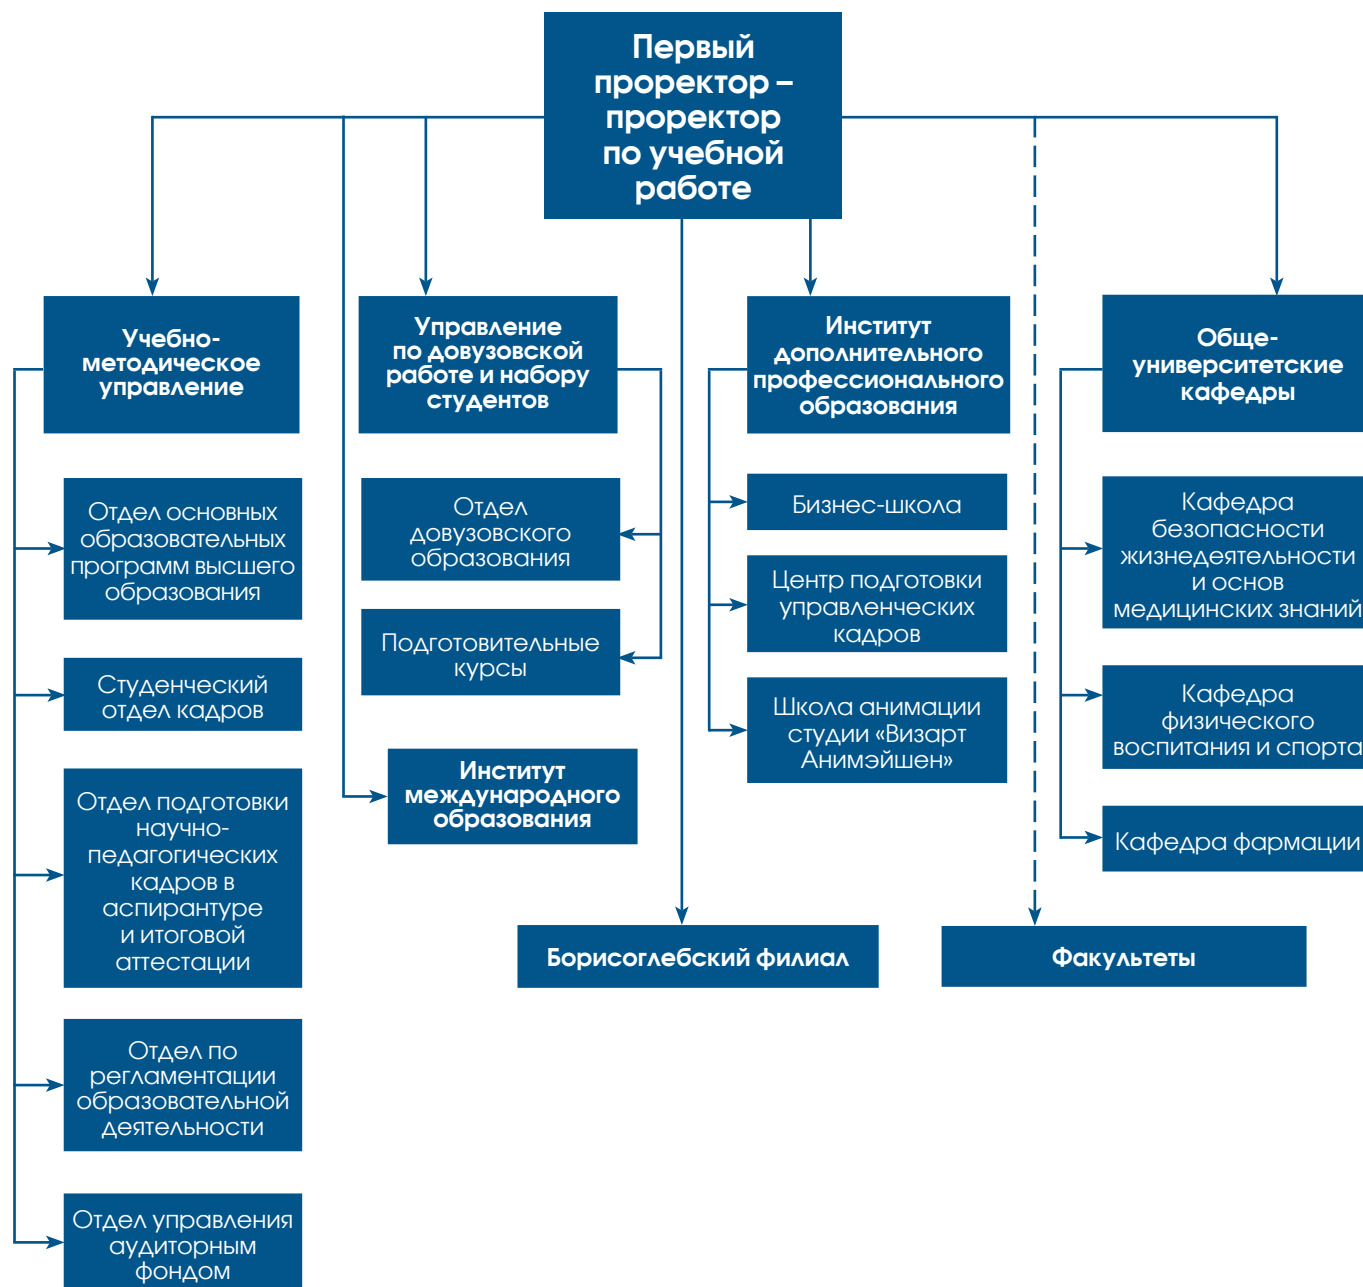 Первый
проректор –
проректор
по учебной
работе
Учебно-
методическое
управление
Отдел основных
образовательных
программ высшего
образования
Студенческий
отдел кадров
Отдел подготовки
научно-
педагогических
кадров в
аспирантуре
и итоговой
аттестации
Отдел по
регламентации
образовательной
деятельности
Отдел управления
аудиторным
фондом
Управление
по довузовской
работе и набору
студентов
Отдел
довузовского
образования
Подготовительные
курсы
Институт
международного
образования
Борисоглебский филиал
Институт
дополнительного
профессионального
образования
Бизнес-школа
Центр подготовки
управленческих
кадров
Школа анимации
студии «Визарт
Анимэйшен»
Факультеты
Обще-
университетские
кафедры
Кафедра
безопасности
жизнедеятельности
и основ
медицинских знаний
Кафедра
физического
воспитания и спорта
Кафедра фармации